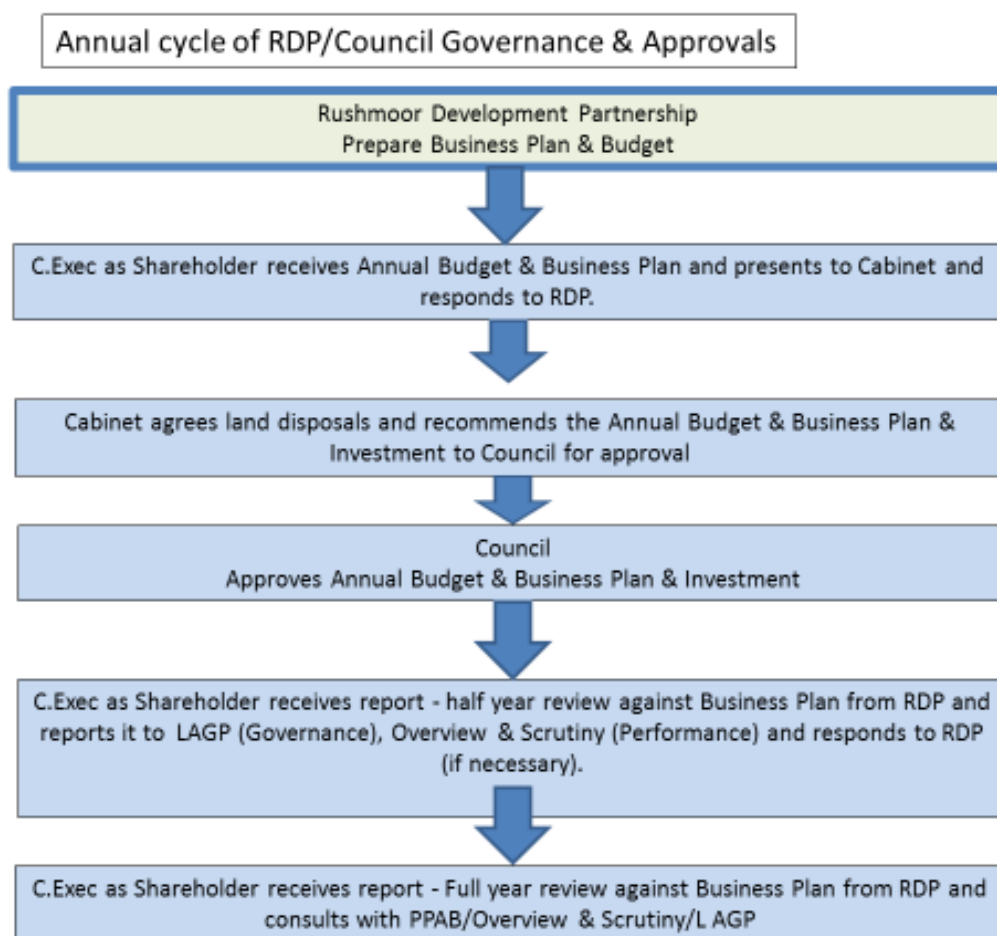 Annual cycle of RDP/Council Governance & Approvals
Rushmoor Development Partnership
Prepare Business Plan & Budget
C.Exec as Shareholder receives Annual Budget & Business Plan and presents to Cabinet and
responds to RDP.
Cabinet agrees land disposals and recommends the Annual Budget & Business Plan &
Investment to Council for approval
Council
Approves Annual Budget & Business Plan & Investment
C.Exec as Shareholder receives report - half year review against Business Plan from RDP and
reports it to LAGP (Governance), Overview & Scrutiny (Performance) and responds to RDP
(if necessary).
C.Exec as Shareholder receives report - Full year review against Business Plan from RDP and
consults with PPAB/Overview & Scrutiny/L AGP